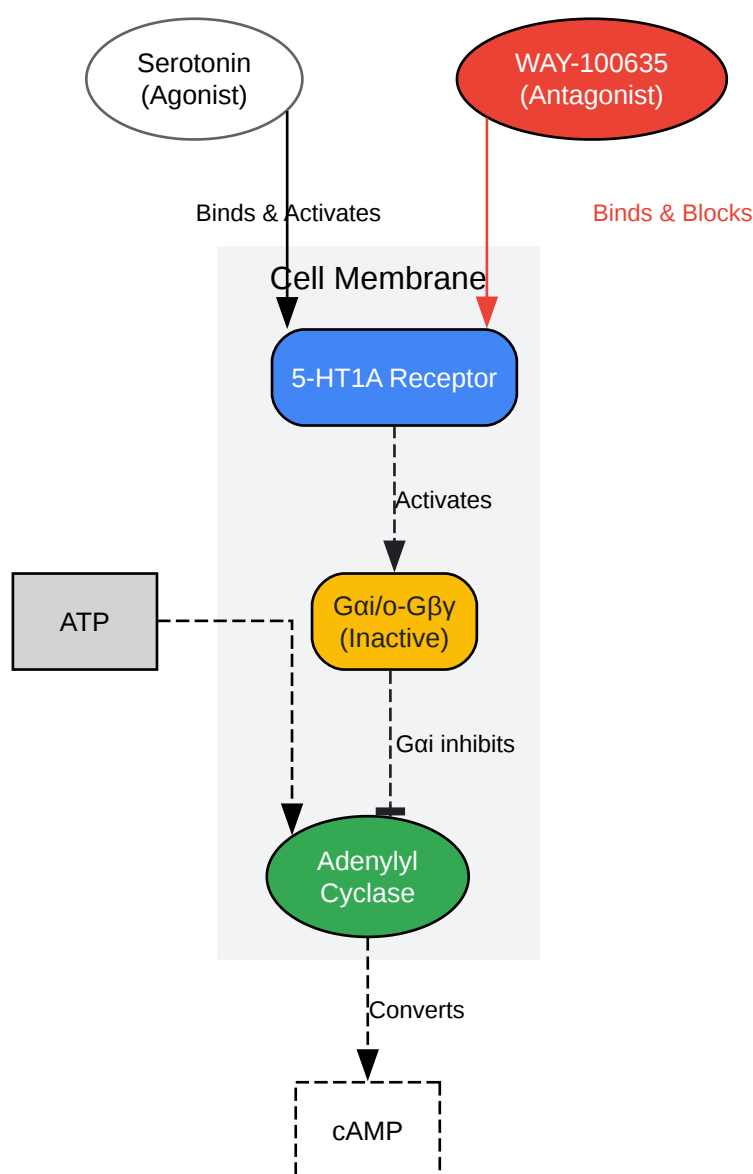 Serotonin
(Agonist)
WAY-100635
(Antagonist)
Binds & Activates
Binds & Blocks
Cell Membrane
5-HT1A Receptor
Activates
ATP
Gαi/o-Gβγ
(Inactive)
Gαi inhibits
Adenylyl
Cyclase
Converts
cAMP